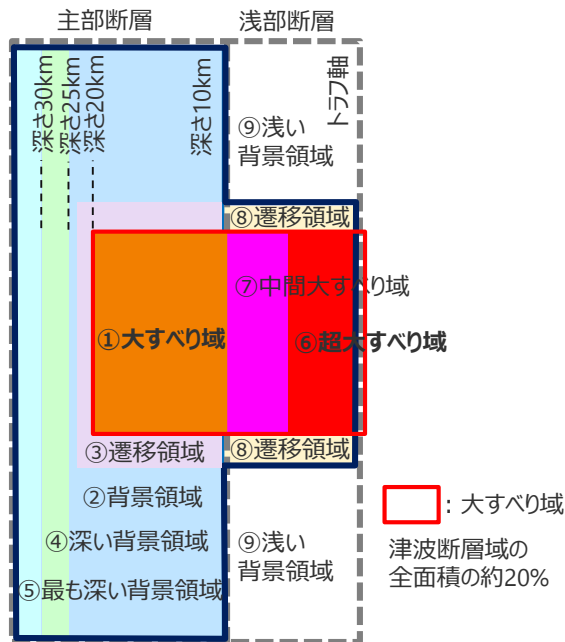 主部断層
浅部断層
深さ30km
深さ25km
深さ20km
深さ10km
トラフ軸
⑨浅い
背景領域
⑧遷移領域
⑦中間大すべり域
①大すべり域
⑥超大すべり域
③遷移領域
⑧遷移領域
②背景領域
④深い背景領域
⑨浅い
背景領域
⑤最も深い背景領域
：大すべり域
津波断層域の
全面積の約20%